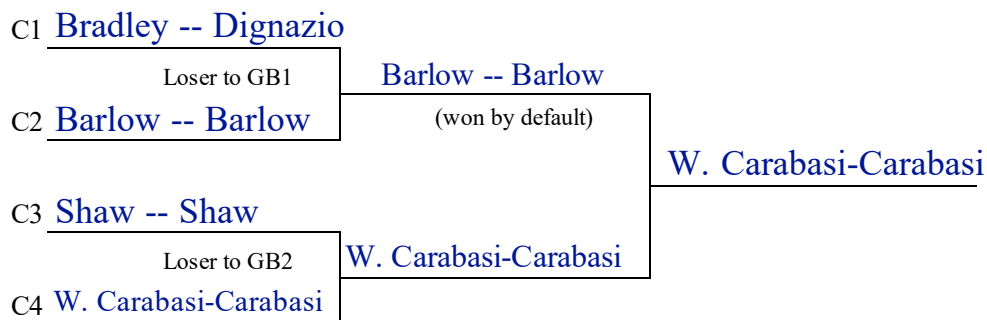 C1 Bradley -- Dignazio
Loser to GB1
Barlow -- Barlow
C2 Barlow -- Barlow
(won by default)
W. Carabasi-Carabasi
C3 Shaw -- Shaw
Loser to GB2
W. Carabasi-Carabasi
C4 W. Carabasi-Carabasi